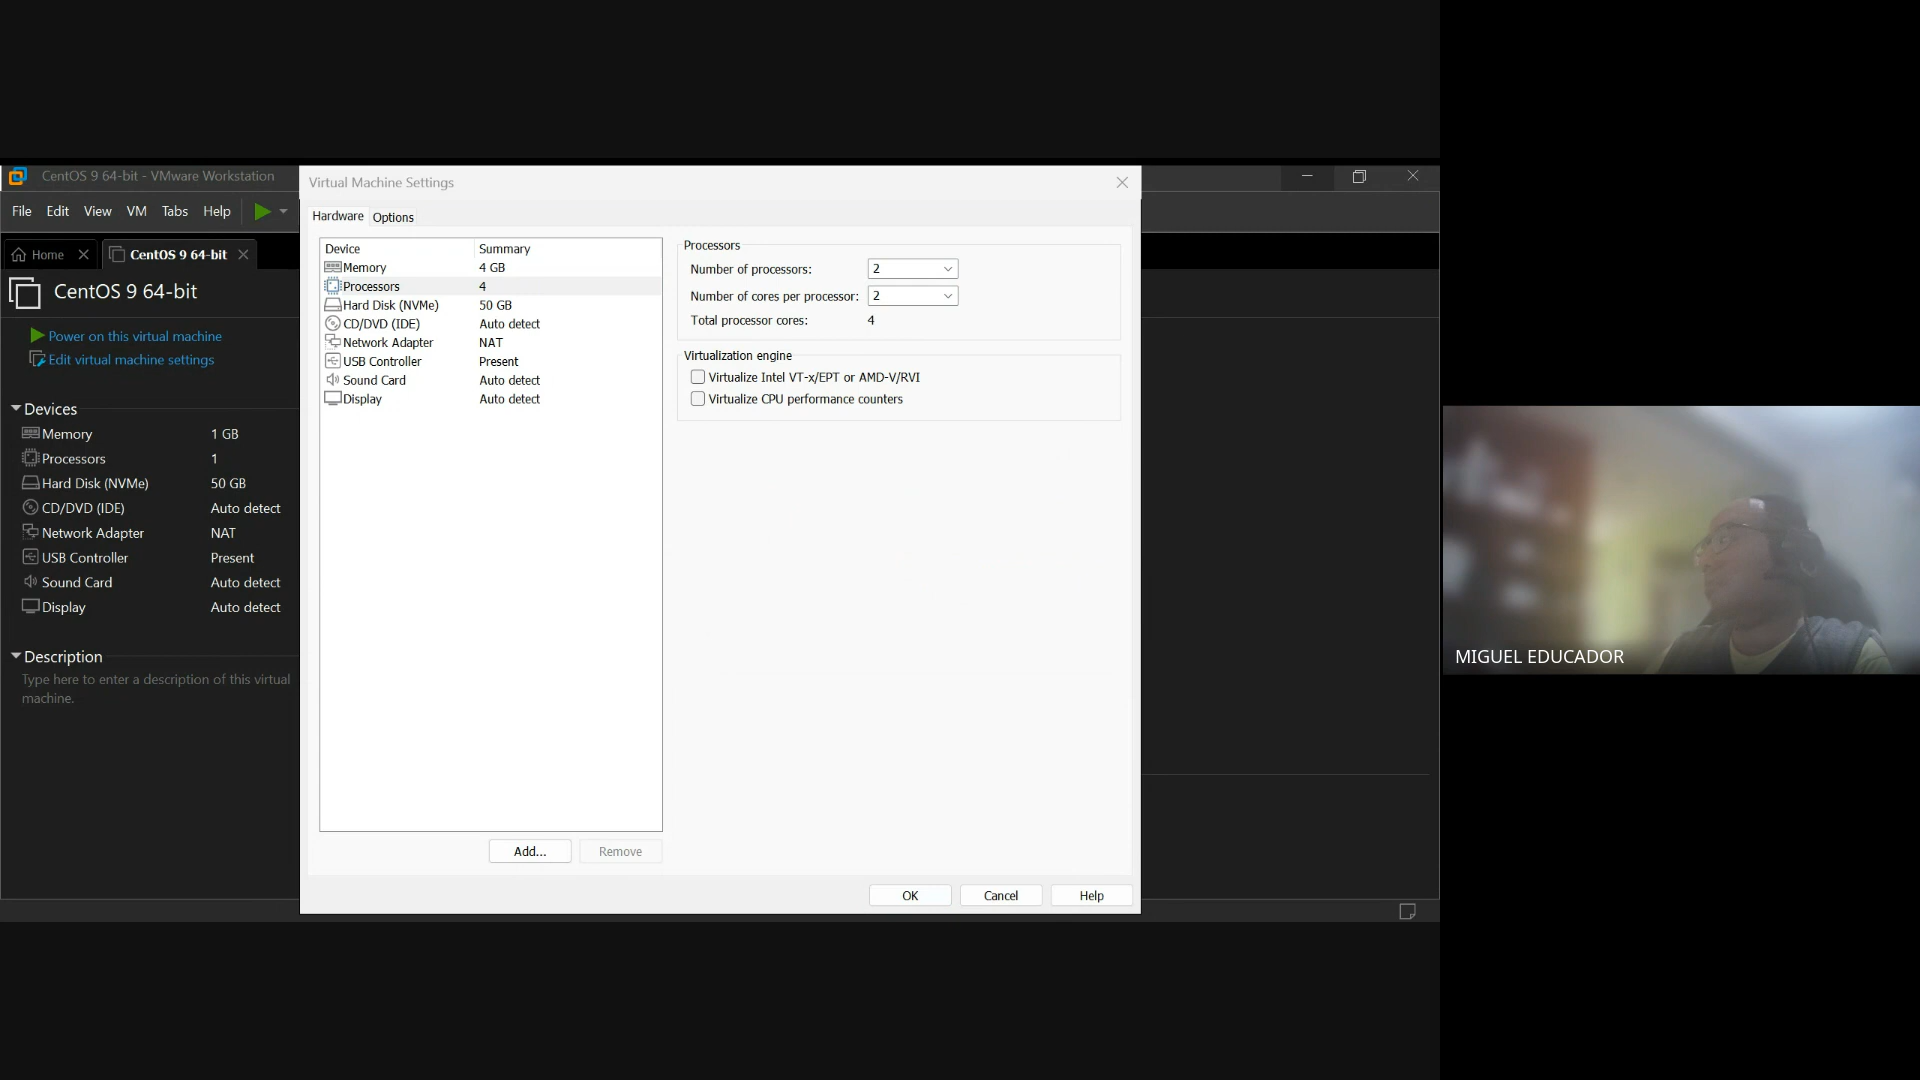 CentOS 9 64-bit - VMware Workstation
File Edit View VM Tabs Help
Home
CentOS 9 64-bit
CentOS 9 64-bit
Power on this virtual machine
Edit virtual machine settings
Devices
Memory 1 GB
Processors 1
Hard Disk (NVMe) 50 GB
CD/DVD (IDE) Auto detect
Network Adapter NAT
USB Controller Present
Sound Card Auto detect
Display Auto detect
Description
Type here to enter a description of this virtual
machine.
Virtual Machine Settings
Hardware Options
Device Summary
Memory 4 GB
Processors 4
Hard Disk (NVMe) 50 GB
CD/DVD (IDE) Auto detect
Network Adapter NAT
USB Controller Present
Sound Card Auto detect
Display Auto detect
Add... Remove
Processors
Number of processors: 2
Number of cores per processor: 2
Total processor cores: 4
Virtualization engine
Virtualize Intel VT-x/EPT or AMD-V/RVI
Virtualize CPU performance counters
OK Cancel Help
MIGUEL EDUCADOR